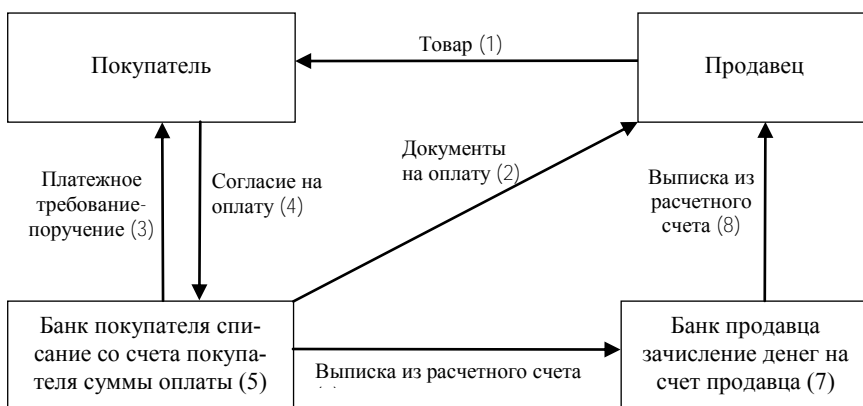 Товар (1)
Покупатель
Продавец
Документы
на оплату (2)
Платежное
требование-
поручение (3)
Согласие на
оплату (4)
Выписка из
расчетного
счета (8)
Банк покупателя спи-
сание со счета покупа-
теля суммы оплаты (5)
Выписка из расчетного счета
Банк продавца
зачисление денег на
счет продавца (7)